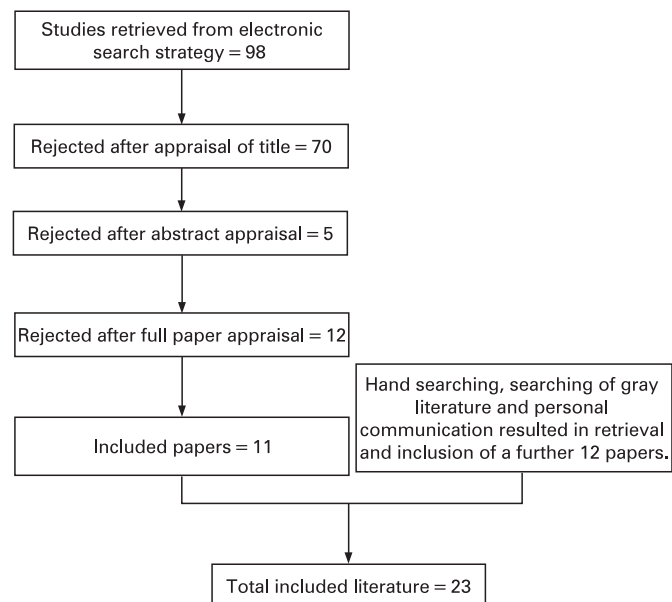 Studies retrieved from electronic
search strategy = 98
Rejected after appraisal of title = 70
Rejected after abstract appraisal = 5
Rejected after full paper appraisal = 12
Included papers = 11
Hand searching, searching of gray
literature and personal
communication resulted in retrieval
and inclusion of a further 12 papers.
Total included literature = 23